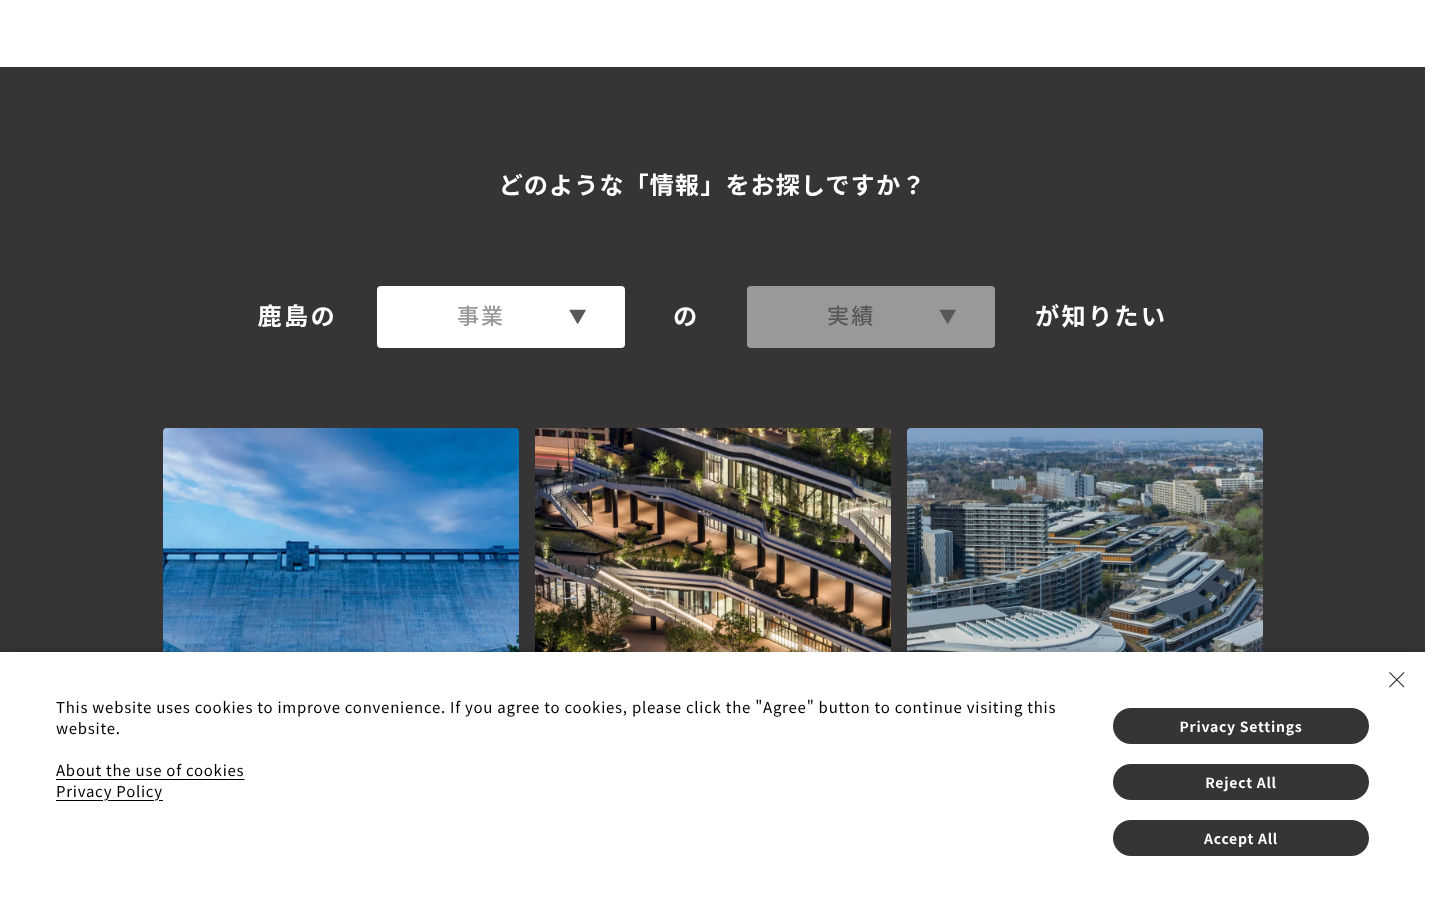 どのような「情報」をお探しですか？
鹿島の 事業 ▼ の 実績 ▼ が知りたい
This website uses cookies to improve convenience. If you agree to cookies, please click the "Agree" button to continue visiting this
website.
About the use of cookies
Privacy Policy
Privacy Settings
Reject All
Accept All